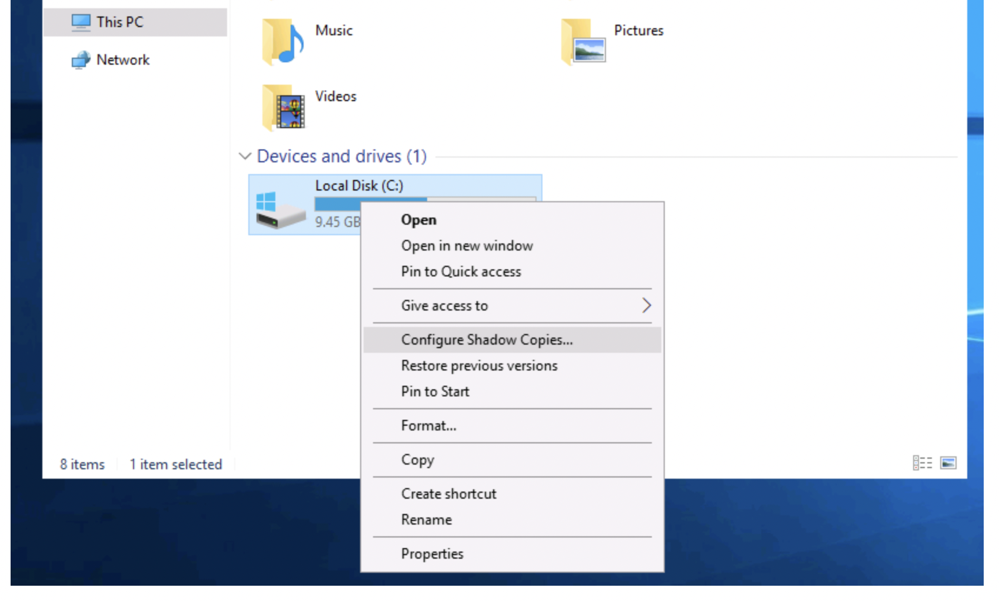 This PC
Network
Music
Pictures
Videos
Devices and drives (1)
Local Disk (C:)
9.45 GB
Open
Open in new window
Pin to Quick access
Give access to
Configure Shadow Copies...
Restore previous versions
Pin to Start
Format...
Copy
Create shortcut
Rename
Properties
8 items
1 item selected